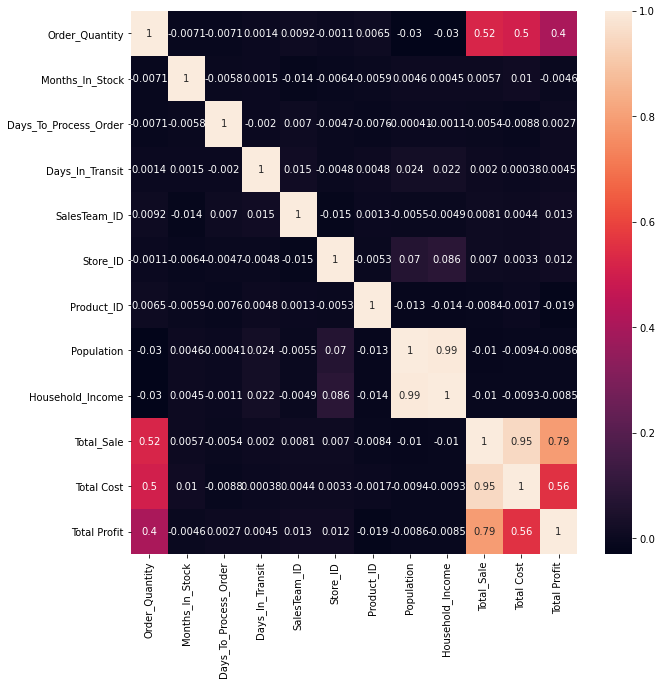 Order_Quantity 1 -0.0071 -0.0071 0.0014 0.0092 -0.0011 0.0065 -0.03 -0.03 0.52 0.5 0.4
Months_In_Stock -0.0071 1 -0.0058 0.0015 -0.014 -0.0064 -0.0059 0.0046 0.0045 0.0057 0.01 -0.0046
Days_To_Process_Order -0.0071 -0.0058 1 -0.002 0.007 -0.0047 -0.0076 -0.00041 -0.0011 -0.0054 -0.0088 0.0027
Days_In_Transit 0.0014 0.0015 -0.002 1 0.015 -0.0048 0.0048 0.024 0.022 0.002 0.00038 0.0045
SalesTeam_ID 0.0092 -0.014 0.007 0.015 1 -0.015 0.0013 -0.0055 -0.0049 0.0081 0.0044 0.013
Store_ID -0.0011 -0.0064 -0.0047 -0.0048 -0.015 1 -0.0053 0.07 0.086 0.007 0.0033 0.012
Product_ID 0.0065 -0.0059 -0.0076 0.0048 0.0013 -0.0053 1 -0.013 -0.014 -0.0084 -0.0017 -0.019
Population -0.03 0.0046 -0.00041 0.024 -0.0055 0.07 -0.013 1 0.99 -0.01 -0.0094 -0.0086
Household_Income -0.03 0.0045 -0.0011 0.022 -0.0049 0.086 -0.014 0.99 1 -0.01 -0.0093 -0.0085
Total_Sale 0.52 0.0057 -0.0054 0.002 0.0081 0.007 -0.0084 -0.01 -0.01 1 0.95 0.79
Total Cost 0.5 0.01 -0.0088 0.00038 0.0044 0.0033 -0.0017 -0.0094 -0.0093 0.95 1 0.56
Total Profit 0.4 -0.0046 0.0027 0.0045 0.013 0.012 -0.019 -0.0086 -0.0085 0.79 0.56 1
Order_Quantity
Months_In_Stock
Days_To_Process_Order
Days_In_Transit
SalesTeam_ID
Store_ID
Product_ID
Population
Household_Income
Total_Sale
Total Cost
Total Profit
1.0
0.8
0.6
0.4
0.2
0.0